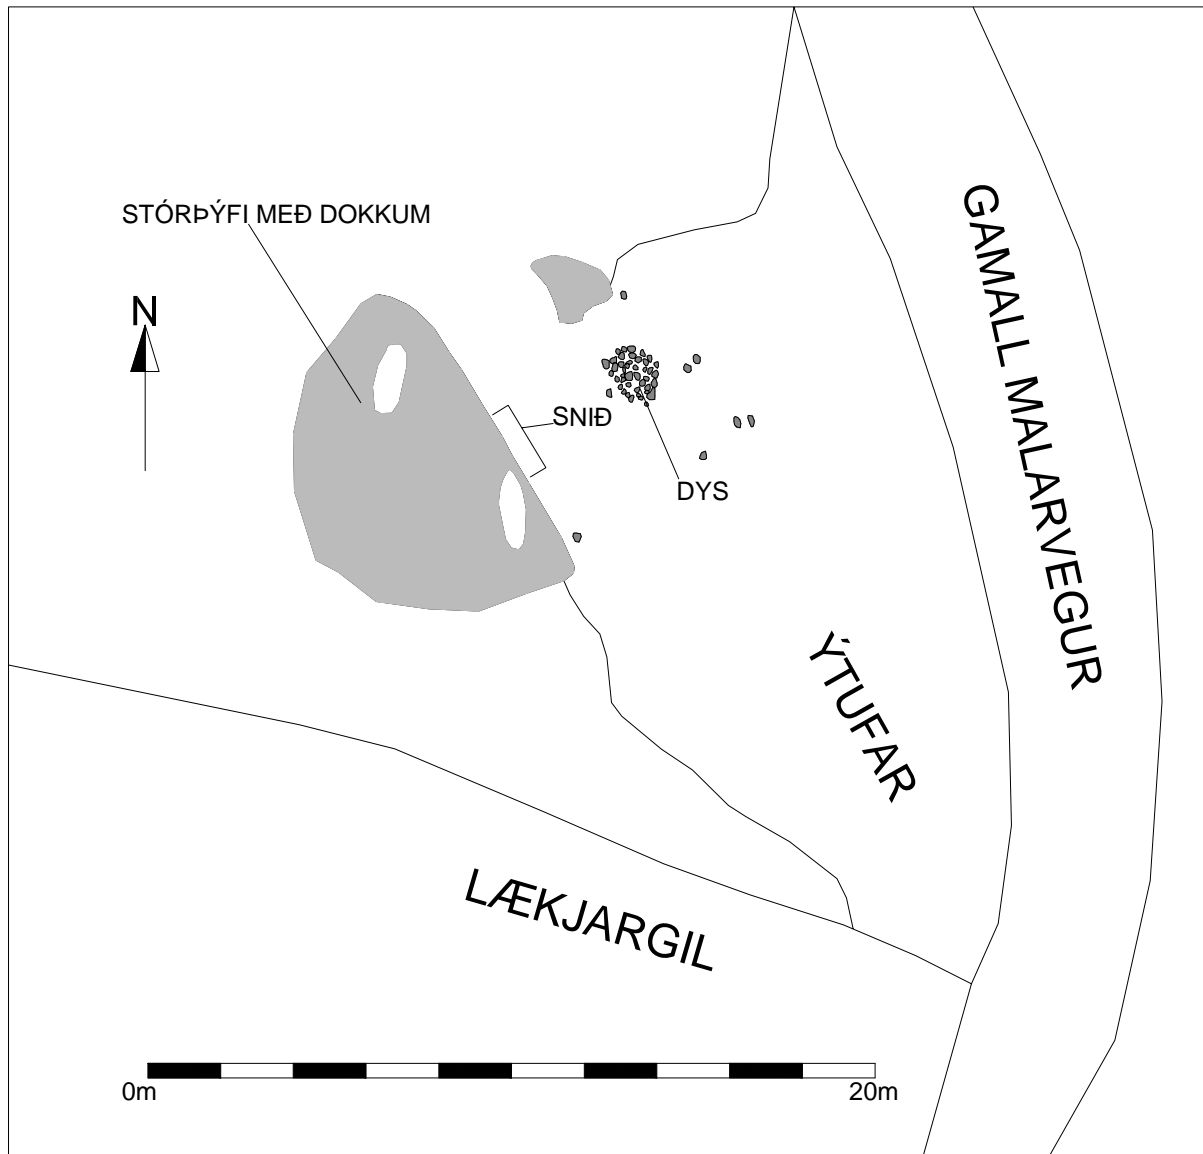 STÓRÞÝFI MEÐ DOKKUM
N
SNIÐ
DYS
GAMALL MALARVEGUR
ÝTUFAR
LÆKJARGIL
0m
20m